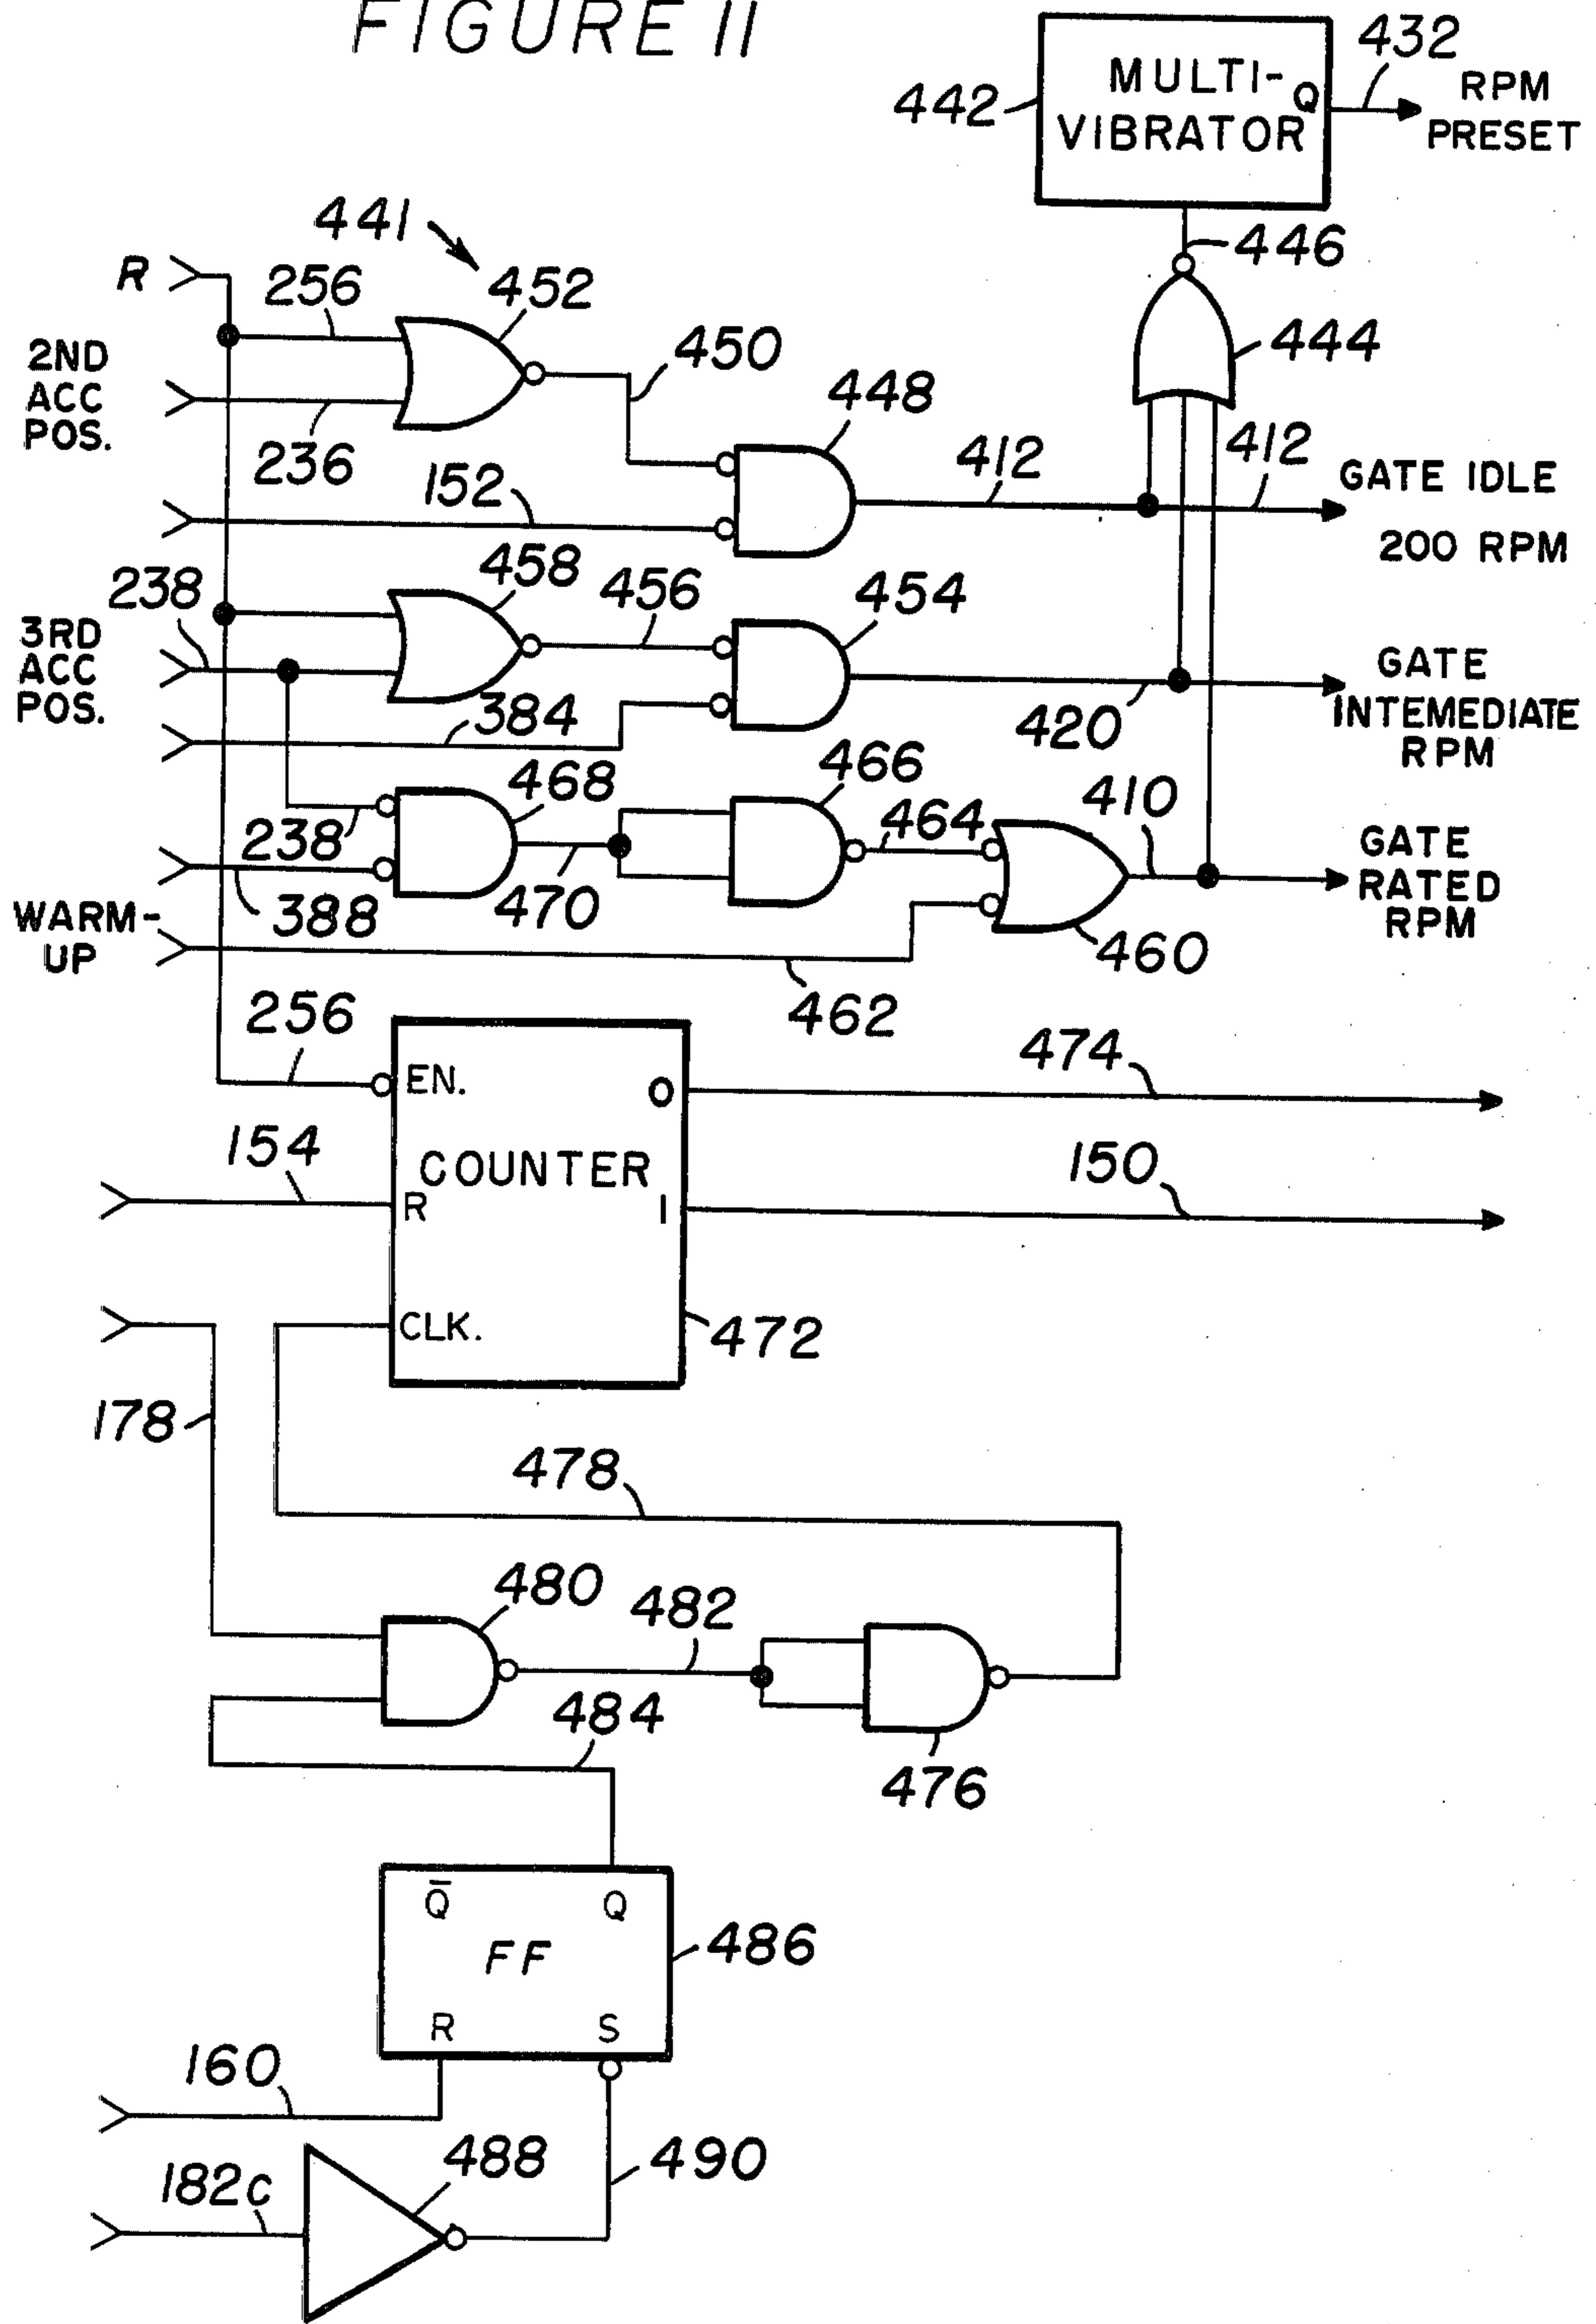 FIGURE 11
MULTI-
VIBRATOR
Q
442
432
RPM
PRESET
441
446
R
256
452
444
2ND
ACC
POS.
450
448
236
152
412
412
GATE IDLE
200 RPM
238
458
456
454
3RD
ACC
POS.
384
420
GATE
INTEMEDIATE
RPM
468
466
464
410
238
GATE
RATED
RPM
470
388
WARM-
UP
460
462
256
EN.
O
474
154
COUNTER
150
R
I
CLK.
472
178
478
480
482
484
476
Q̅
Q
FF
486
R
S
160
488
490
182c